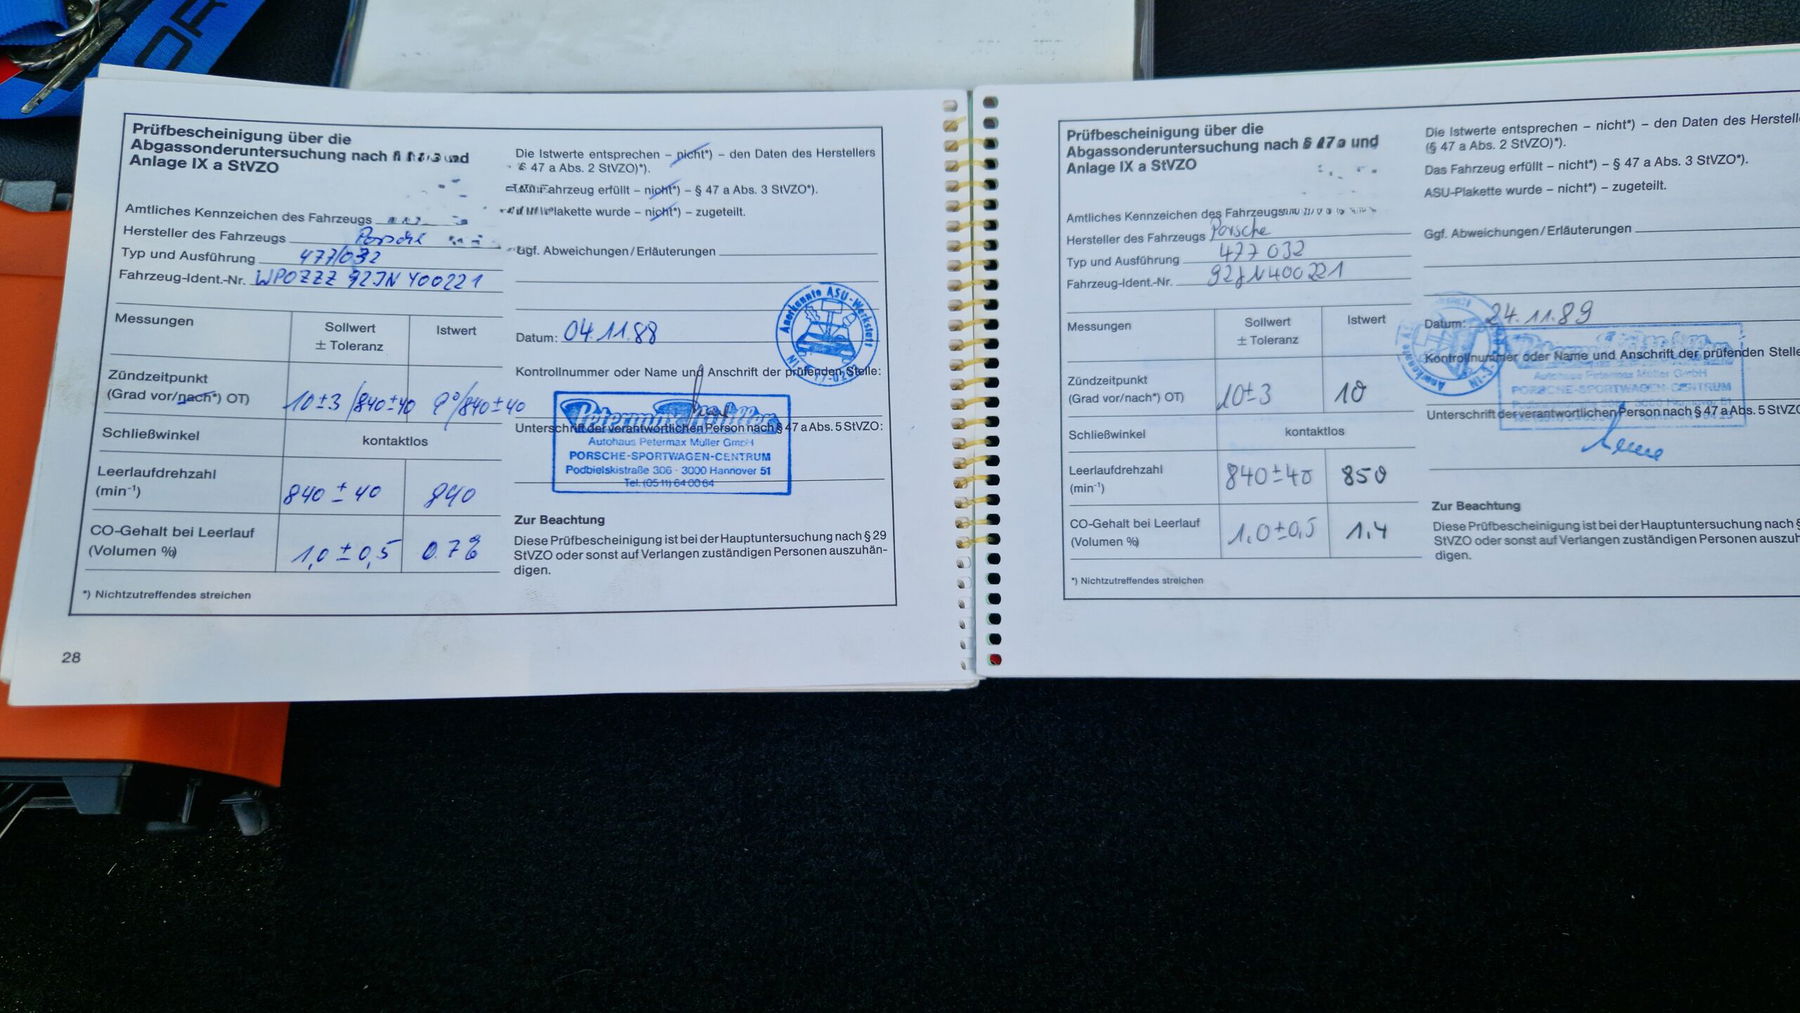 Prüfbescheinigung über die
Abgassonderuntersuchung nach und
Anlage IX a StVZO
Amtliches Kennzeichen des Fahrzeugs
Hersteller des Fahrzeugs Porsche
Typ und Ausführung 477/032
Fahrzeug-Ident.-Nr. WP0ZZZ 92JN 400221
Messungen
Sollwert
± Toleranz
Istwert
Zündzeitpunkt
(Grad vor/nach*) OT)
10±3 /840±40 9°/840±40
Schließwinkel kontaktlos
Leerlaufdrehzahl
(min⁻¹)
840 ± 40 840
CO-Gehalt bei Leerlauf
(Volumen %)
1,0 ± 0,5
*) Nichtzutreffendes streichen
28
Die Istwerte entsprechen – nicht*) – den Daten des Herstellers
§ 47 a Abs. 2 StVZO)*).
Fahrzeug erfüllt – nicht*) – § 47 a Abs. 3 StVZO*).
Plakette wurde – nicht*) – zugeteilt.
Ggf. Abweichungen/Erläuterungen
Anerkannte ASU-Werkstatt
Datum: 04.11.88
Kontrollnummer oder Name und Anschrift der prüfenden Stelle:
Petermax Müller
Unterschrift der verantwortlichen Person nach § 47 a Abs. 5 StVZO:
Autohaus Petermax Müller GmbH
PORSCHE-SPORTWAGEN-CENTRUM
Podbielskistraße 306 · 3000 Hannover 51
Tel. (05 11) 64 00 64
Zur Beachtung
Diese Prüfbescheinigung ist bei der Hauptuntersuchung nach § 29
StVZO oder sonst auf Verlangen zuständigen Personen auszuhän-
digen.
Prüfbescheinigung über die
Abgassonderuntersuchung nach § 47 a und
Anlage IX a StVZO
Amtliches Kennzeichen des Fahrzeugs
Hersteller des Fahrzeugs Porsche
Typ und Ausführung 477 032
Fahrzeug-Ident.-Nr. 92JN400221
Messungen
Sollwert
± Toleranz
Istwert
Zündzeitpunkt
(Grad vor/nach*) OT)
10±3 10
Schließwinkel kontaktlos
Leerlaufdrehzahl
(min⁻¹)
840±40 850
CO-Gehalt bei Leerlauf
(Volumen %)
1,0±0,5 1,4
*) Nichtzutreffendes streichen
Die Istwerte entsprechen – nicht*) – den Daten des Herstell
(§ 47 a Abs. 2 StVZO)*).
Das Fahrzeug erfüllt – nicht*) – § 47 a Abs. 3 StVZO*).
ASU-Plakette wurde – nicht*) – zugeteilt.
Ggf. Abweichungen/Erläuterungen
Datum: 24.11.89
Kontrollnummer oder Name und Anschrift der prüfenden Stelle
Autohaus Petermax Müller GmbH
PORSCHE-SPORTWAGEN-CENTRUM
Unterschrift der verantwortlichen Person nach § 47 a Abs. 5 StVZO
Zur Beachtung
Diese Prüfbescheinigung ist bei der Hauptuntersuchung nach §
StVZO oder sonst auf Verlangen zuständigen Personen auszuh
digen.